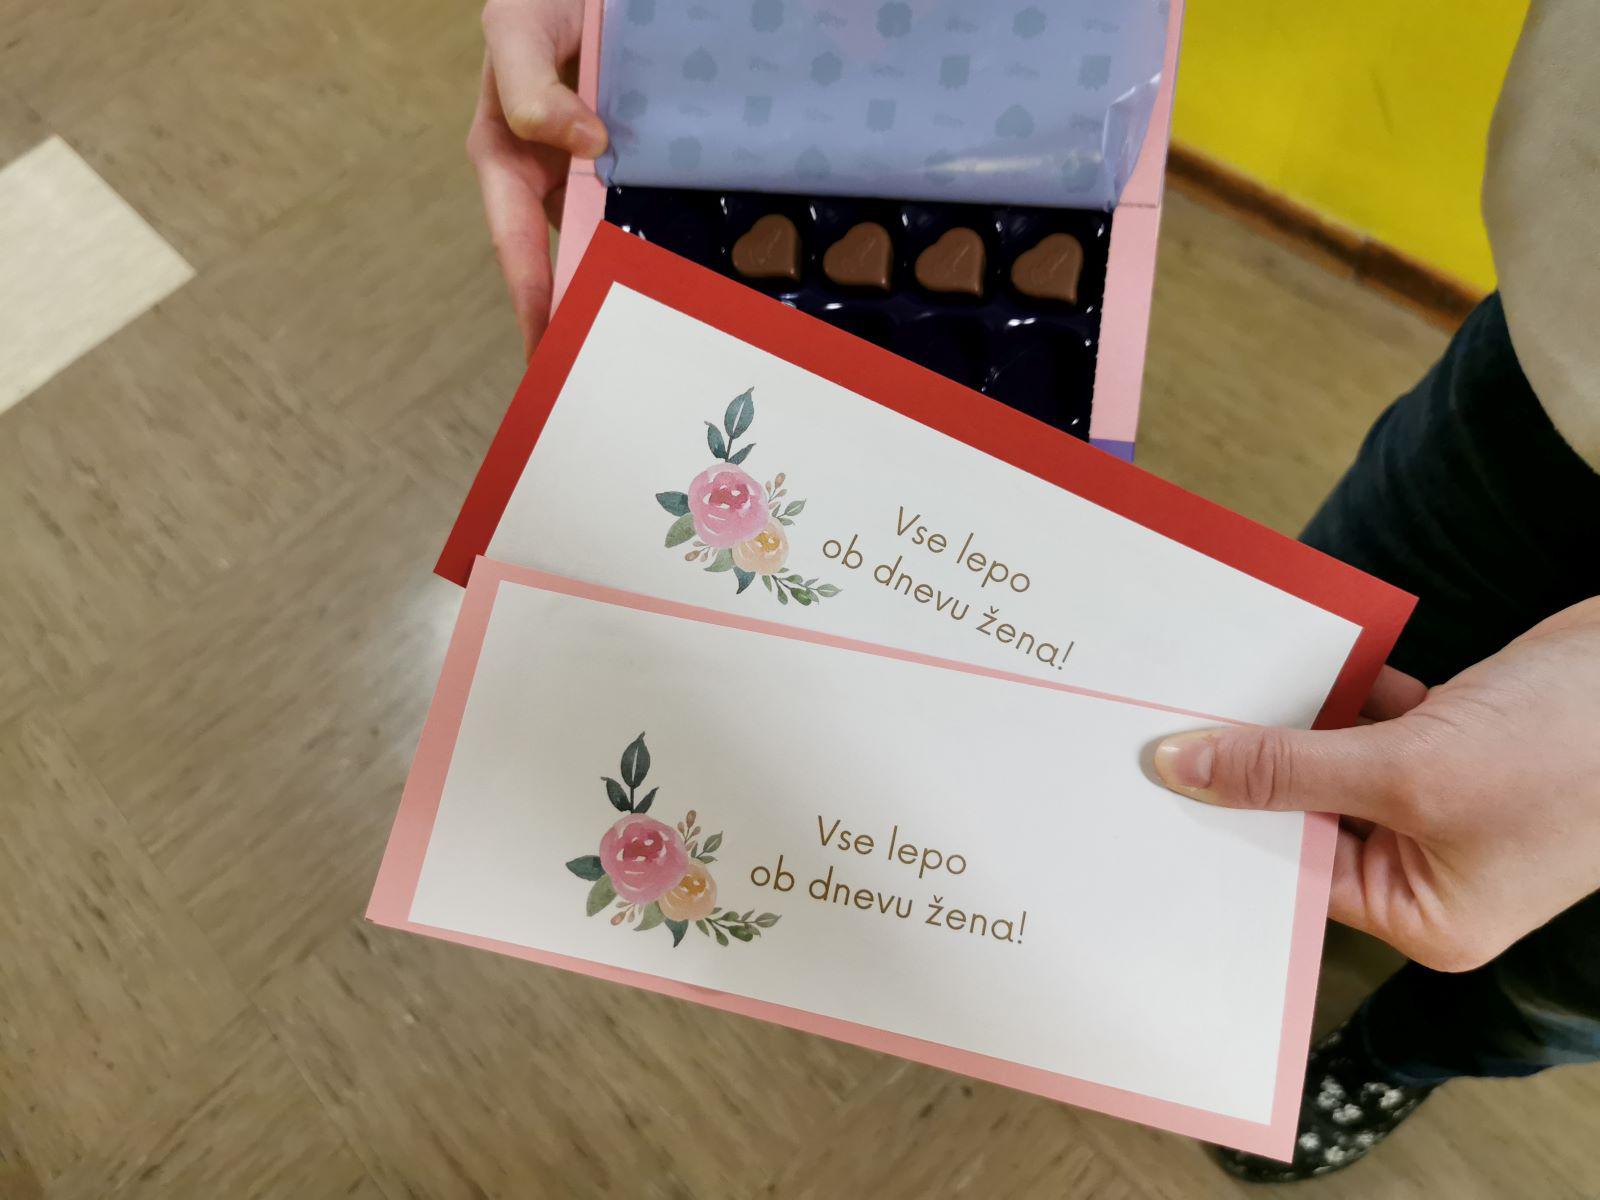 Vse lepo
ob dnevu žena!
Vse lepo
ob dnevu žena!